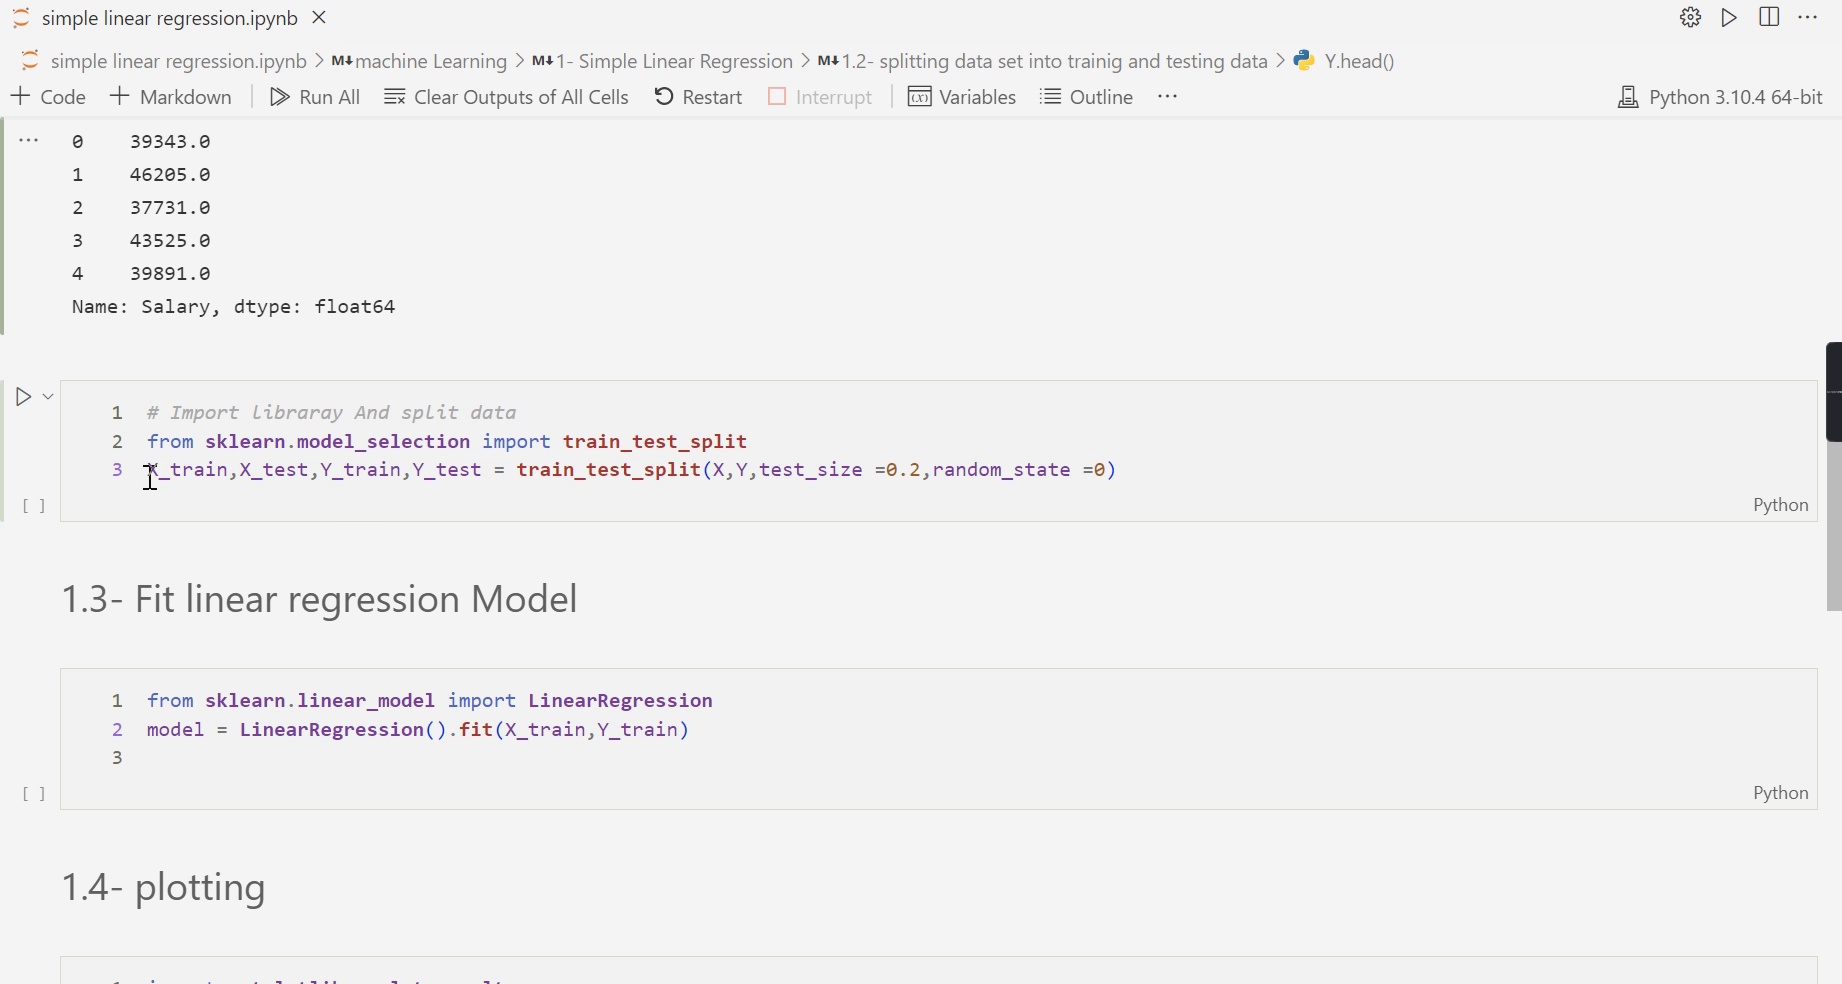 simple linear regression.ipynb
simple linear regression.ipynb > M↓ machine Learning > M↓ 1- Simple Linear Regression > M↓ 1.2- splitting data set into trainig and testing data > Y.head()
+ Code + Markdown Run All Clear Outputs of All Cells Restart Interrupt Variables Outline ··· Python 3.10.4 64-bit
0 39343.0
1 46205.0
2 37731.0
3 43525.0
4 39891.0
Name: Salary, dtype: float64
1 # Import libraray And split data
2 from sklearn.model_selection import train_test_split
3 X_train,X_test,Y_train,Y_test = train_test_split(X,Y,test_size =0.2,random_state =0)
[ ] Python
1.3- Fit linear regression Model
1 from sklearn.linear_model import LinearRegression
2 model = LinearRegression().fit(X_train,Y_train)
3
[ ] Python
1.4- plotting